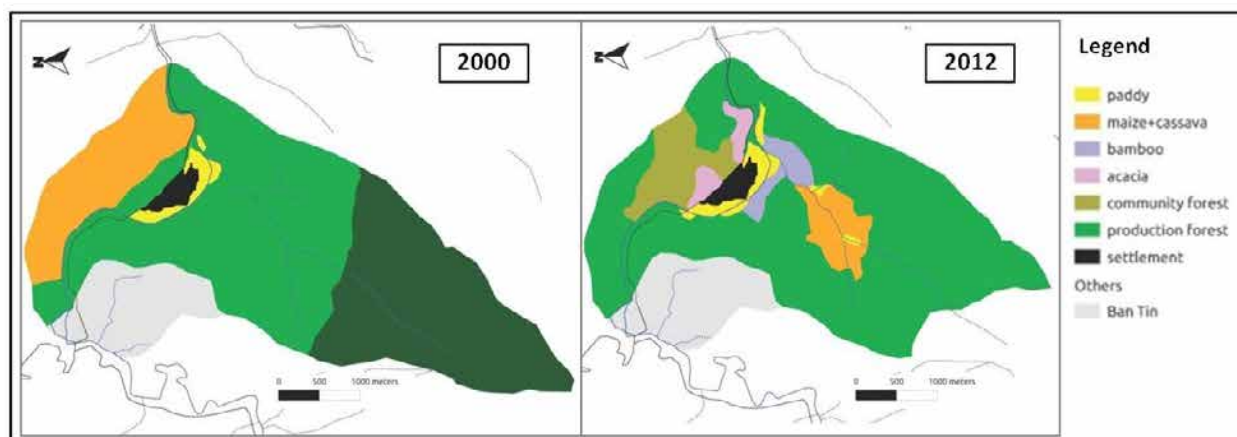 N
2000
0 500 1000 meters
N
2012
0 500 1000 meters
Legend
paddy
maize+cassava
bamboo
acacia
community forest
production forest
settlement
Others
Ban Tin